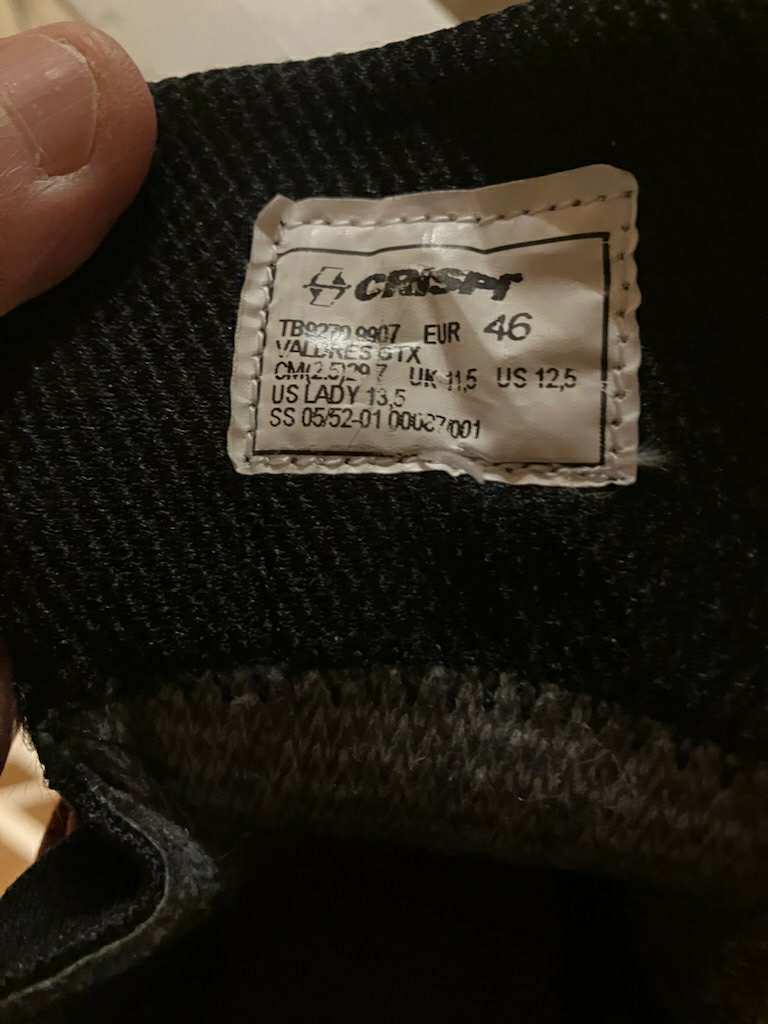 CRISPI
TB9270 9907 EUR 46
VALDRES GTX
CM(2.5)29.7 UK 11,5 US 12,5
US LADY 13,5
SS 05/52-01 00087/001